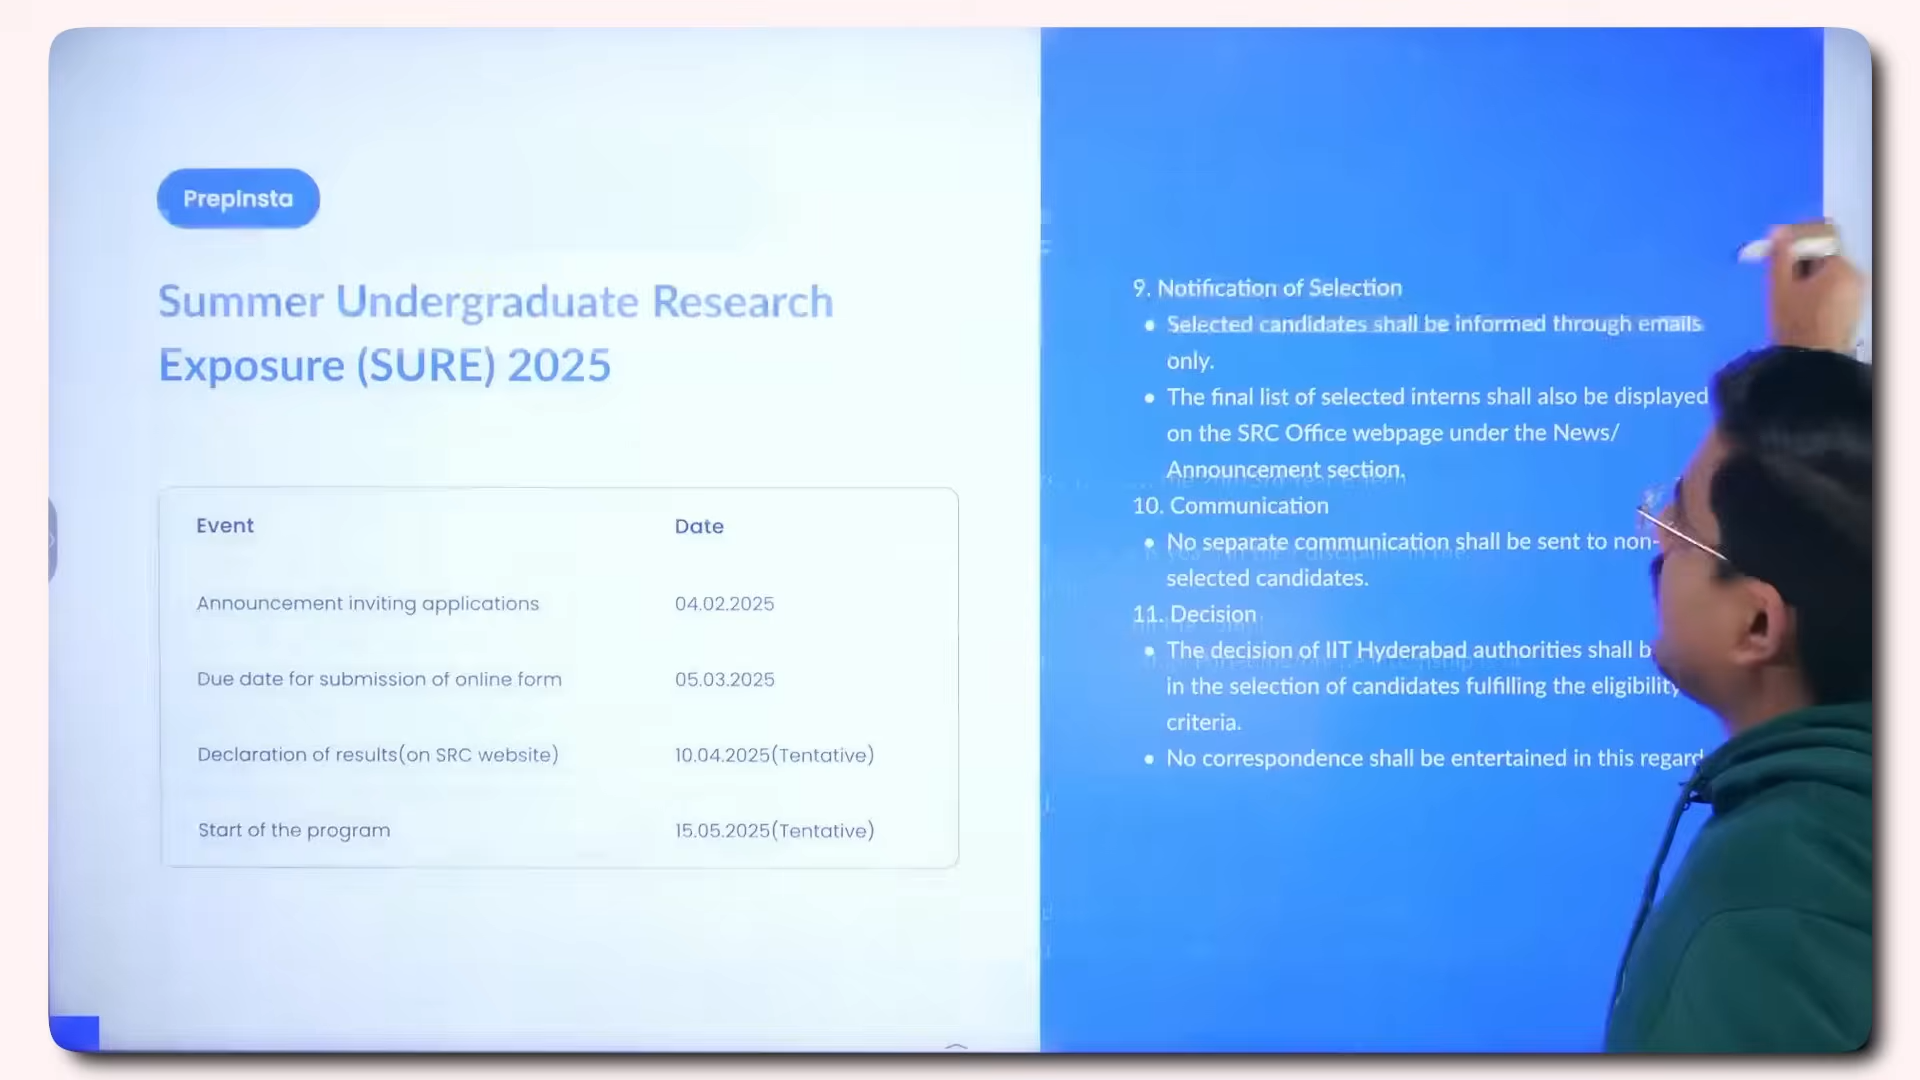 PrepInsta
Summer Undergraduate Research
Exposure (SURE) 2025
Event Date
Announcement inviting applications 04.02.2025
Due date for submission of online form 05.03.2025
Declaration of results(on SRC website) 10.04.2025(Tentative)
Start of the program 15.05.2025(Tentative)
9. Notification of Selection
• Selected candidates shall be informed through emails
only.
• The final list of selected interns shall also be displayed
on the SRC Office webpage under the News/
Announcement section.
10. Communication
• No separate communication shall be sent to non-
selected candidates.
11. Decision
• The decision of IIT Hyderabad authorities shall
in the selection of candidates fulfilling the eligibility
criteria.
• No correspondence shall be entertained in this regard